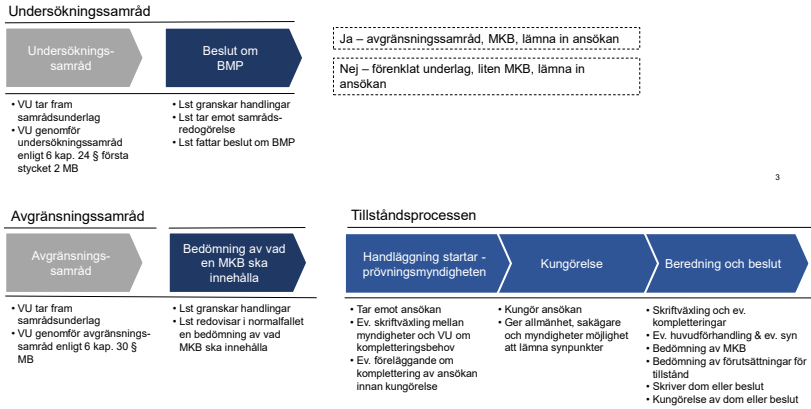 Undersökningssamråd
Undersöknings-
samråd
Beslut om
BMP
Ja – avgränsningssamråd, MKB, lämna in ansökan
Nej – förenklat underlag, liten MKB, lämna in
ansökan
• VU tar fram
samrådsunderlag
• VU genomför
undersökningssamråd
enligt 6 kap. 24 § första
stycket 2 MB
• Lst granskar handlingar
• Lst tar emot samråds-
redogörelse
• Lst fattar beslut om BMP
3
Avgränsningssamråd
Avgränsnings-
samråd
Bedömning av vad
en MKB ska
innehålla
• VU tar fram
samrådsunderlag
• VU genomför avgränsnings-
samråd enligt 6 kap. 30 §
MB
• Lst granskar handlingar
• Lst redovisar i normalfallet
en bedömning av vad
MKB ska innehålla
Tillståndsprocessen
Handläggning startar -
prövningsmyndigheten
Kungörelse
Beredning och beslut
• Tar emot ansökan
• Ev. skriftväxling mellan
myndigheter och VU om
kompletteringsbehov
• Ev. föreläggande om
komplettering av ansökan
innan kungörelse
• Kungör ansökan
• Ger allmänhet, sakägare
och myndigheter möjlighet
att lämna synpunkter
• Skriftväxling och ev.
kompletteringar
• Ev. huvudförhandling & ev. syn
• Bedömning av MKB
• Bedömning av förutsättningar för
tillstånd
• Skriver dom eller beslut
• Kungörelse av dom eller beslut